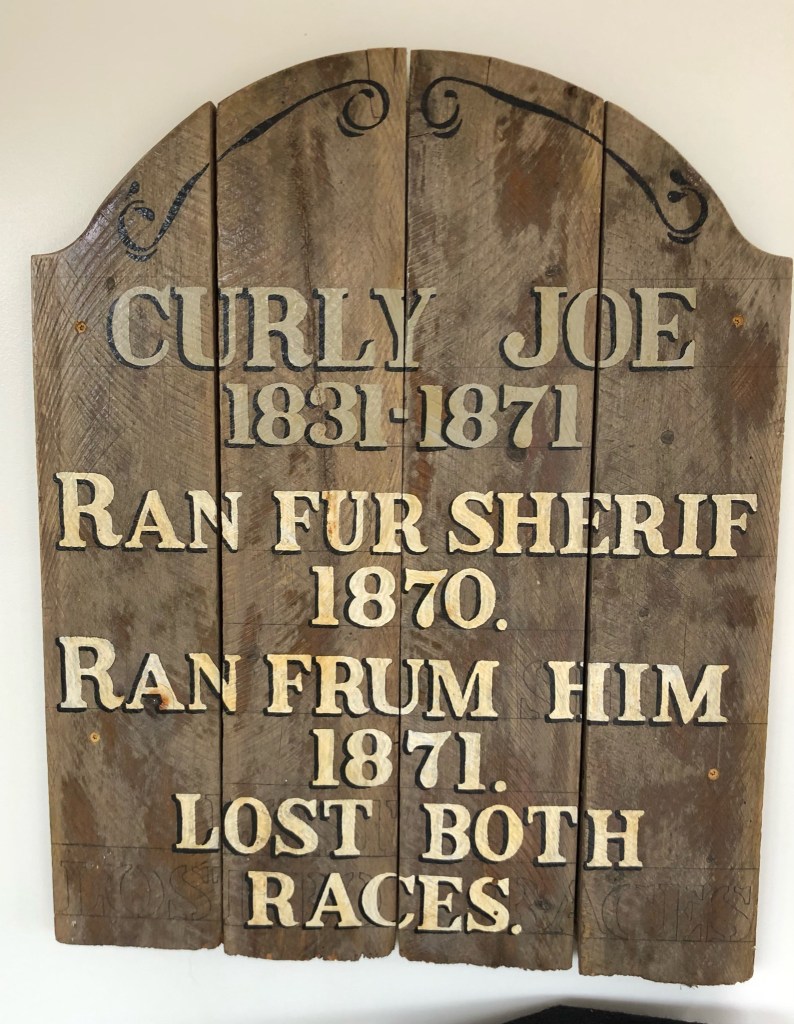 CURLY JOE
1831-1871
RAN FUR SHERIF
1870.
RAN FRUM HIM
1871.
LOST BOTH
RACES.